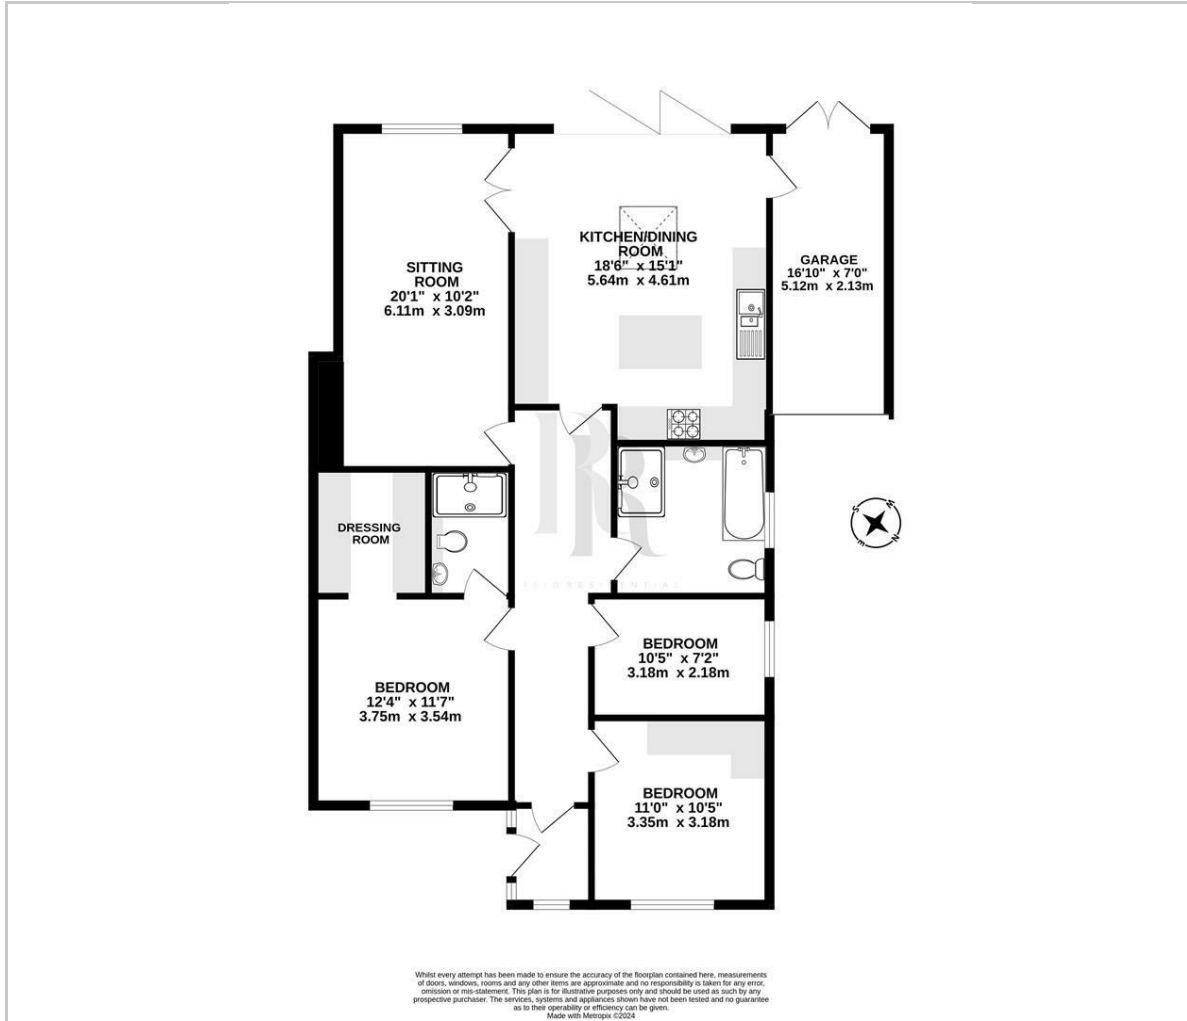 SITTING
ROOM
20'1" x 10'2"
6.11m x 3.09m
KITCHEN/DINING
ROOM
18'6" x 15'1"
5.64m x 4.61m
GARAGE
16'10" x 7'0"
5.12m x 2.13m
DRESSING
ROOM
S
W
E
N
REID RESIDENTIAL
BEDROOM
10'5" x 7'2"
3.18m x 2.18m
BEDROOM
12'4" x 11'7"
3.75m x 3.54m
BEDROOM
11'0" x 10'5"
3.35m x 3.18m
Whilst every attempt has been made to ensure the accuracy of the floorplan contained here, measurements
of doors, windows, rooms and any other items are approximate and no responsibility is taken for any error,
omission or mis-statement. This plan is for illustrative purposes only and should be used as such by any
prospective purchaser. The services, systems and appliances shown have not been tested and no guarantee
as to their operability or efficiency can be given.
Made with Metropix ©2024